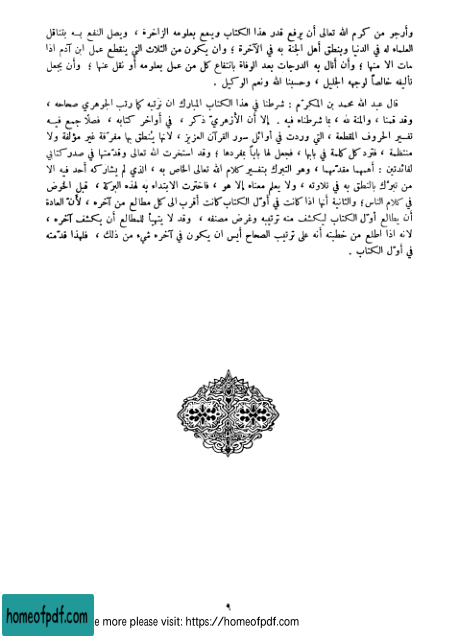 وأرجو من كرم الله تعالى أن يرفع قدر هذا الكتاب وينفع بعلومه الزاخرة ، ويصل النفع به بتناقل
العلماء له في الدنيا وبنطق أهل الجنة به في الآخرة ؛ وأن يكون من الثلاث التي ينقطع عمل ابن آدم اذا
مات الا منها ؛ وأن أنال به الدرجات بعد الوفاة بانتفاع كل من عمل بعلومه أو نقل عنها ؛ وأن يجعل
تأليفه خالصاً لوجهه الجليل ، وحسبنا الله ونعم الوكيل .
قال عبد الله محمد بن المكرّم : شرطنا في هذا الكتاب المبارك ان نرتبه كما رتب الجوهري صحاحه ،
وقد قمنا ، والمنة لله ، بما شرطناه فيه . إلا أن الأزهري ذكر ، في أواخر كتابه ، فصلًا جمع فيه
تفسير الحروف المقطعة ، التي وردت في أوائل سور القرآن العزيز ، لانها يُنطق بها مفرّقة غير مؤلفة ولا
منتظمة ، فترد كل كلمة في بابها ، فجعل لها باباً بمفردها ؛ وقد استخرت الله تعالى وقدّمتها في صدر كتابي
لفائدتين : أهمهما مقدّمهما ، وهو التبرك بتفسير كلام الله تعالى الخاص به ، الذي لم يشاركه أحد فيه الا
من تبرّك بالنطق به في تلاوته ، ولا يعلم معناه إلا هو ، فاخترت الابتداء به لهذه البركة ، قبل الخوض
في كلام الناس ؛ والثانية أنها اذا كانت في أوّل الكتاب كانت أقرب الى كل مطالع من آخره ، لأنّ العادة
أن يطالع أوّل الكتاب ليكشف منه ترتيبه وغرض مصنفه ، وقد لا يتهيأ للمطالع أن يكشف آخره ،
لانه اذا اطلع من خطبته أنه على ترتيب الصحاح أيس ان يكون في آخره شيء من ذلك ، فلهذا قدّمته
في أوّل الكتاب .
٩
homeofpdf.com
e more please visit: https://homeofpdf.com